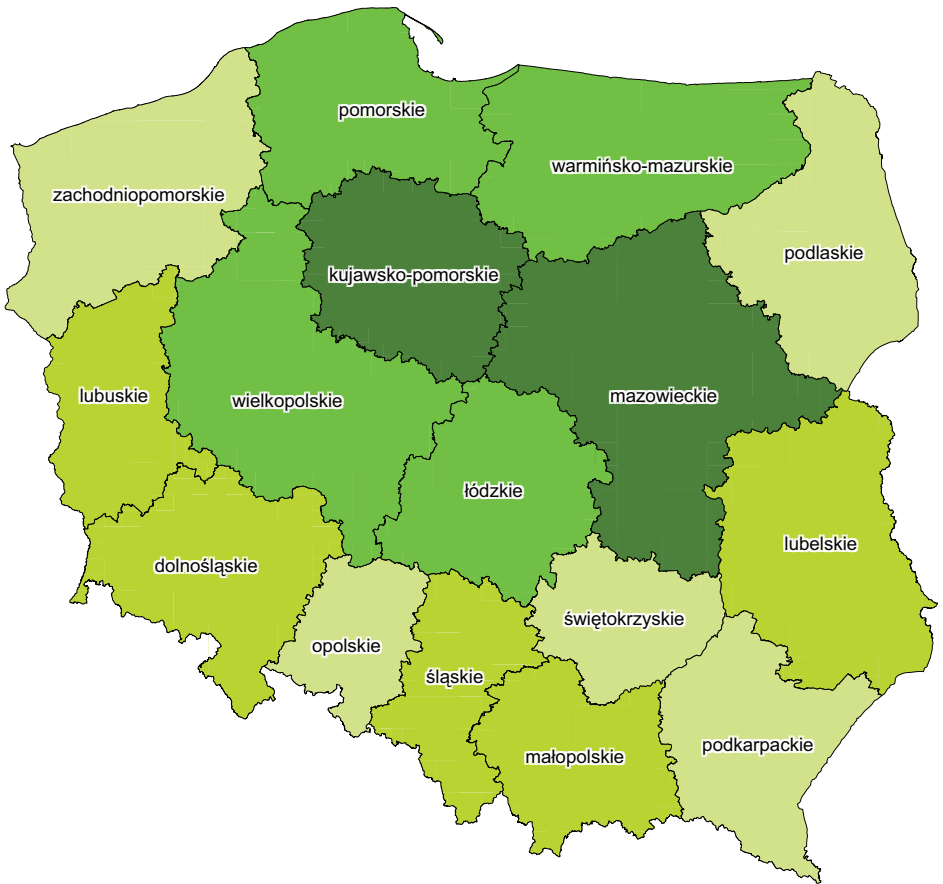 pomorskie
warmińsko-mazurskie
zachodniopomorskie
podlaskie
kujawsko-pomorskie
lubuskie
wielkopolskie
mazowieckie
łódzkie
lubelskie
dolnośląskie
świętokrzyskie
opolskie
śląskie
podkarpackie
małopolskie